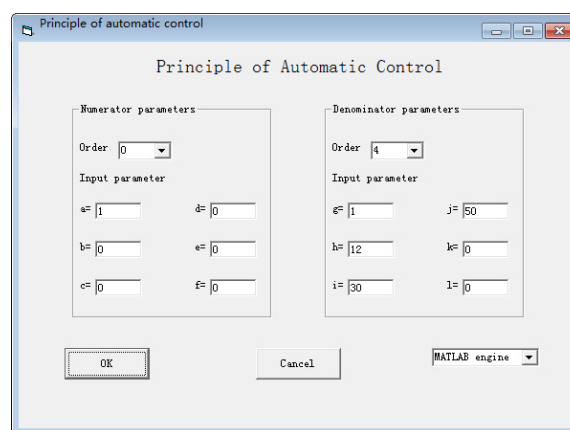 Principle of automatic control
Principle of Automatic Control
Numerator parameters
Order 0
Input parameter
a= 1 d= 0
b= 0 e= 0
c= 0 f= 0
Denominator parameters
Order 4
Input parameter
g= 1 j= 50
h= 12 k= 0
i= 30 l= 0
OK Cancel MATLAB engine